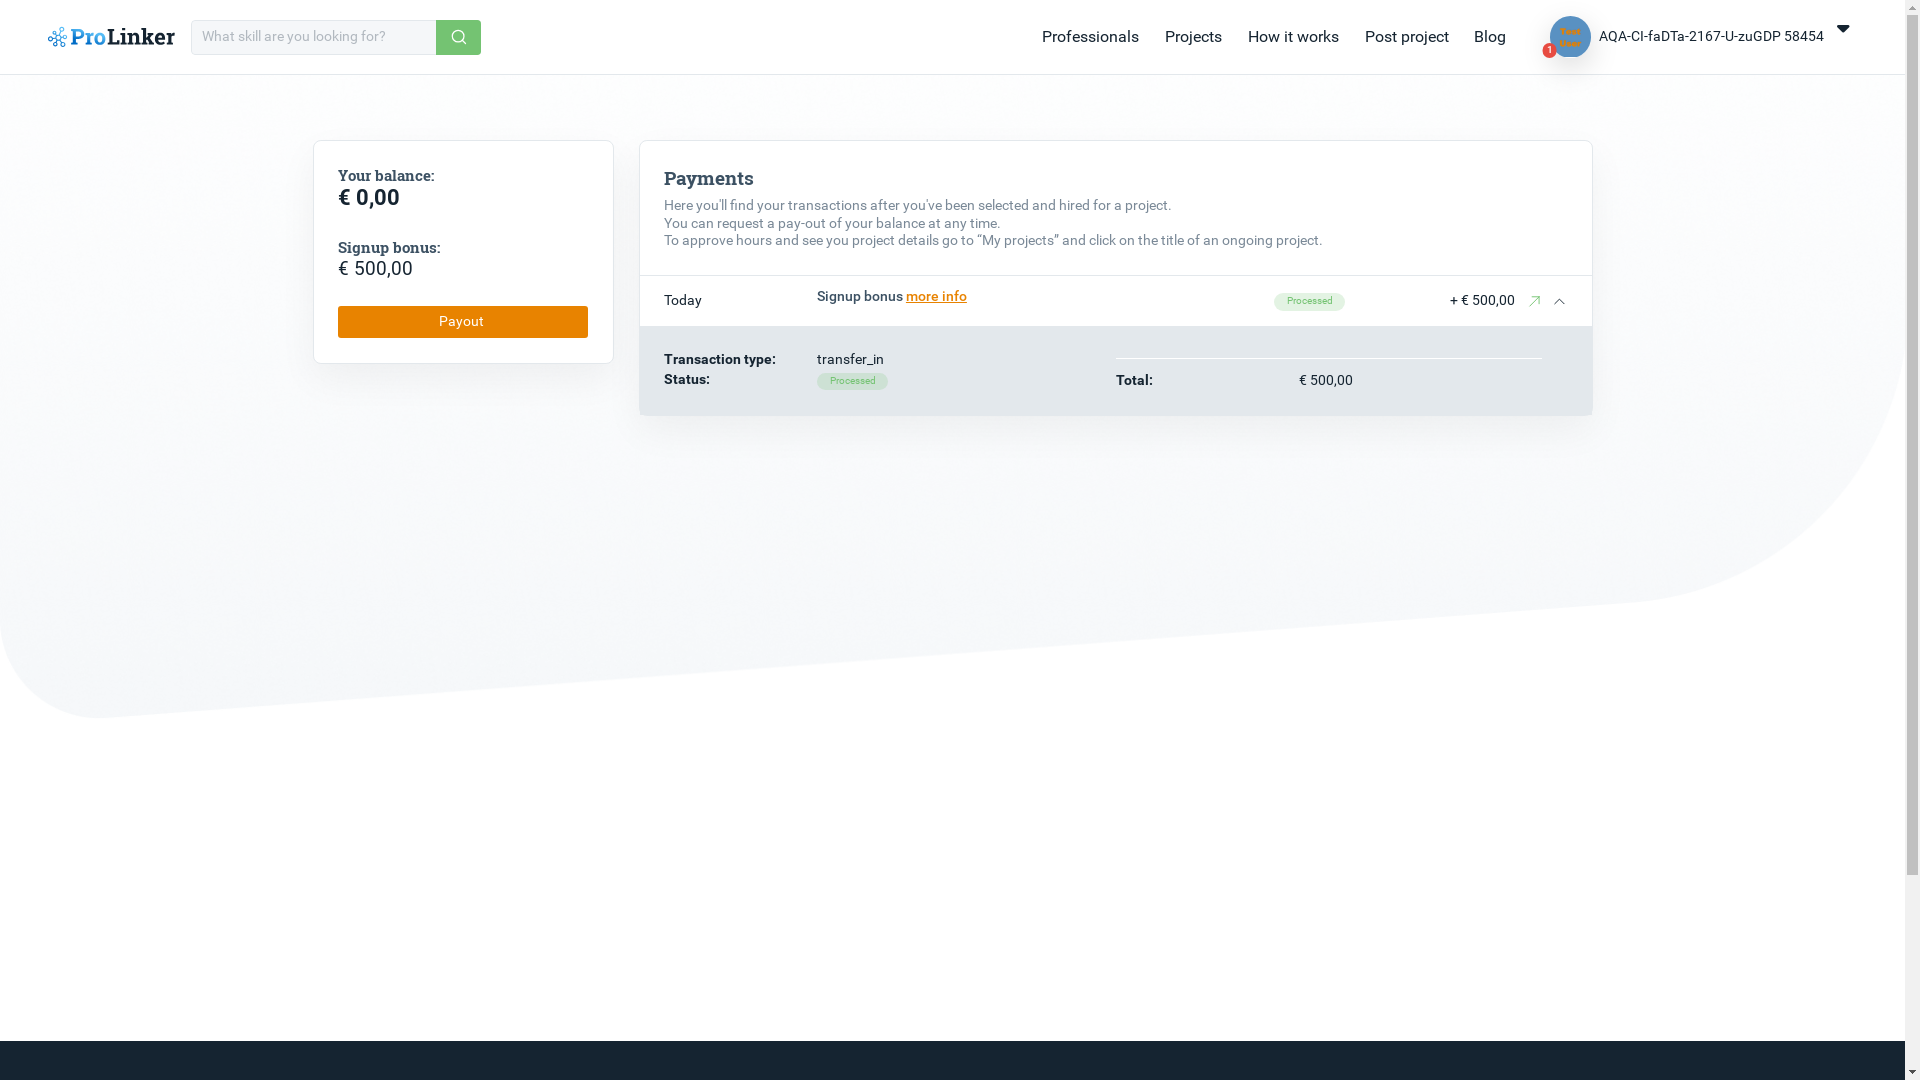 ProLinker
What skill are you looking for?
Professionals
Projects
How it works
Post project
Blog
Test
User
1
AQA-CI-faDTa-2167-U-zuGDP 58454
Your balance:
€ 0,00
Signup bonus:
€ 500,00
Payout
Payments
Here you'll find your transactions after you've been selected and hired for a project.
You can request a pay-out of your balance at any time.
To approve hours and see you project details go to “My projects” and click on the title of an ongoing project.
Today
Signup bonus more info
Processed
+ € 500,00
Transaction type:
transfer_in
Status:
Processed
Total:
€ 500,00